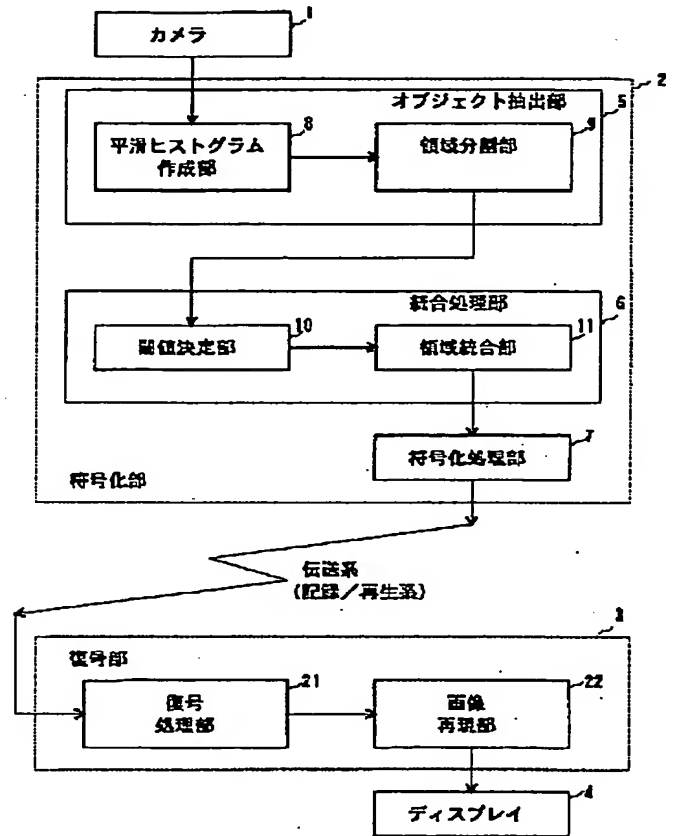 1
カメラ
2
オブジェクト抽出部
5
8
平滑ヒストグラム
作成部
9
領域分割部
統合処理部
6
10
閾値決定部
11
領域統合部
7
符号化処理部
符号化部
伝送系
(記録/再生系)
3
復号部
21
復号
処理部
22
画像
再現部
4
ディスプレイ